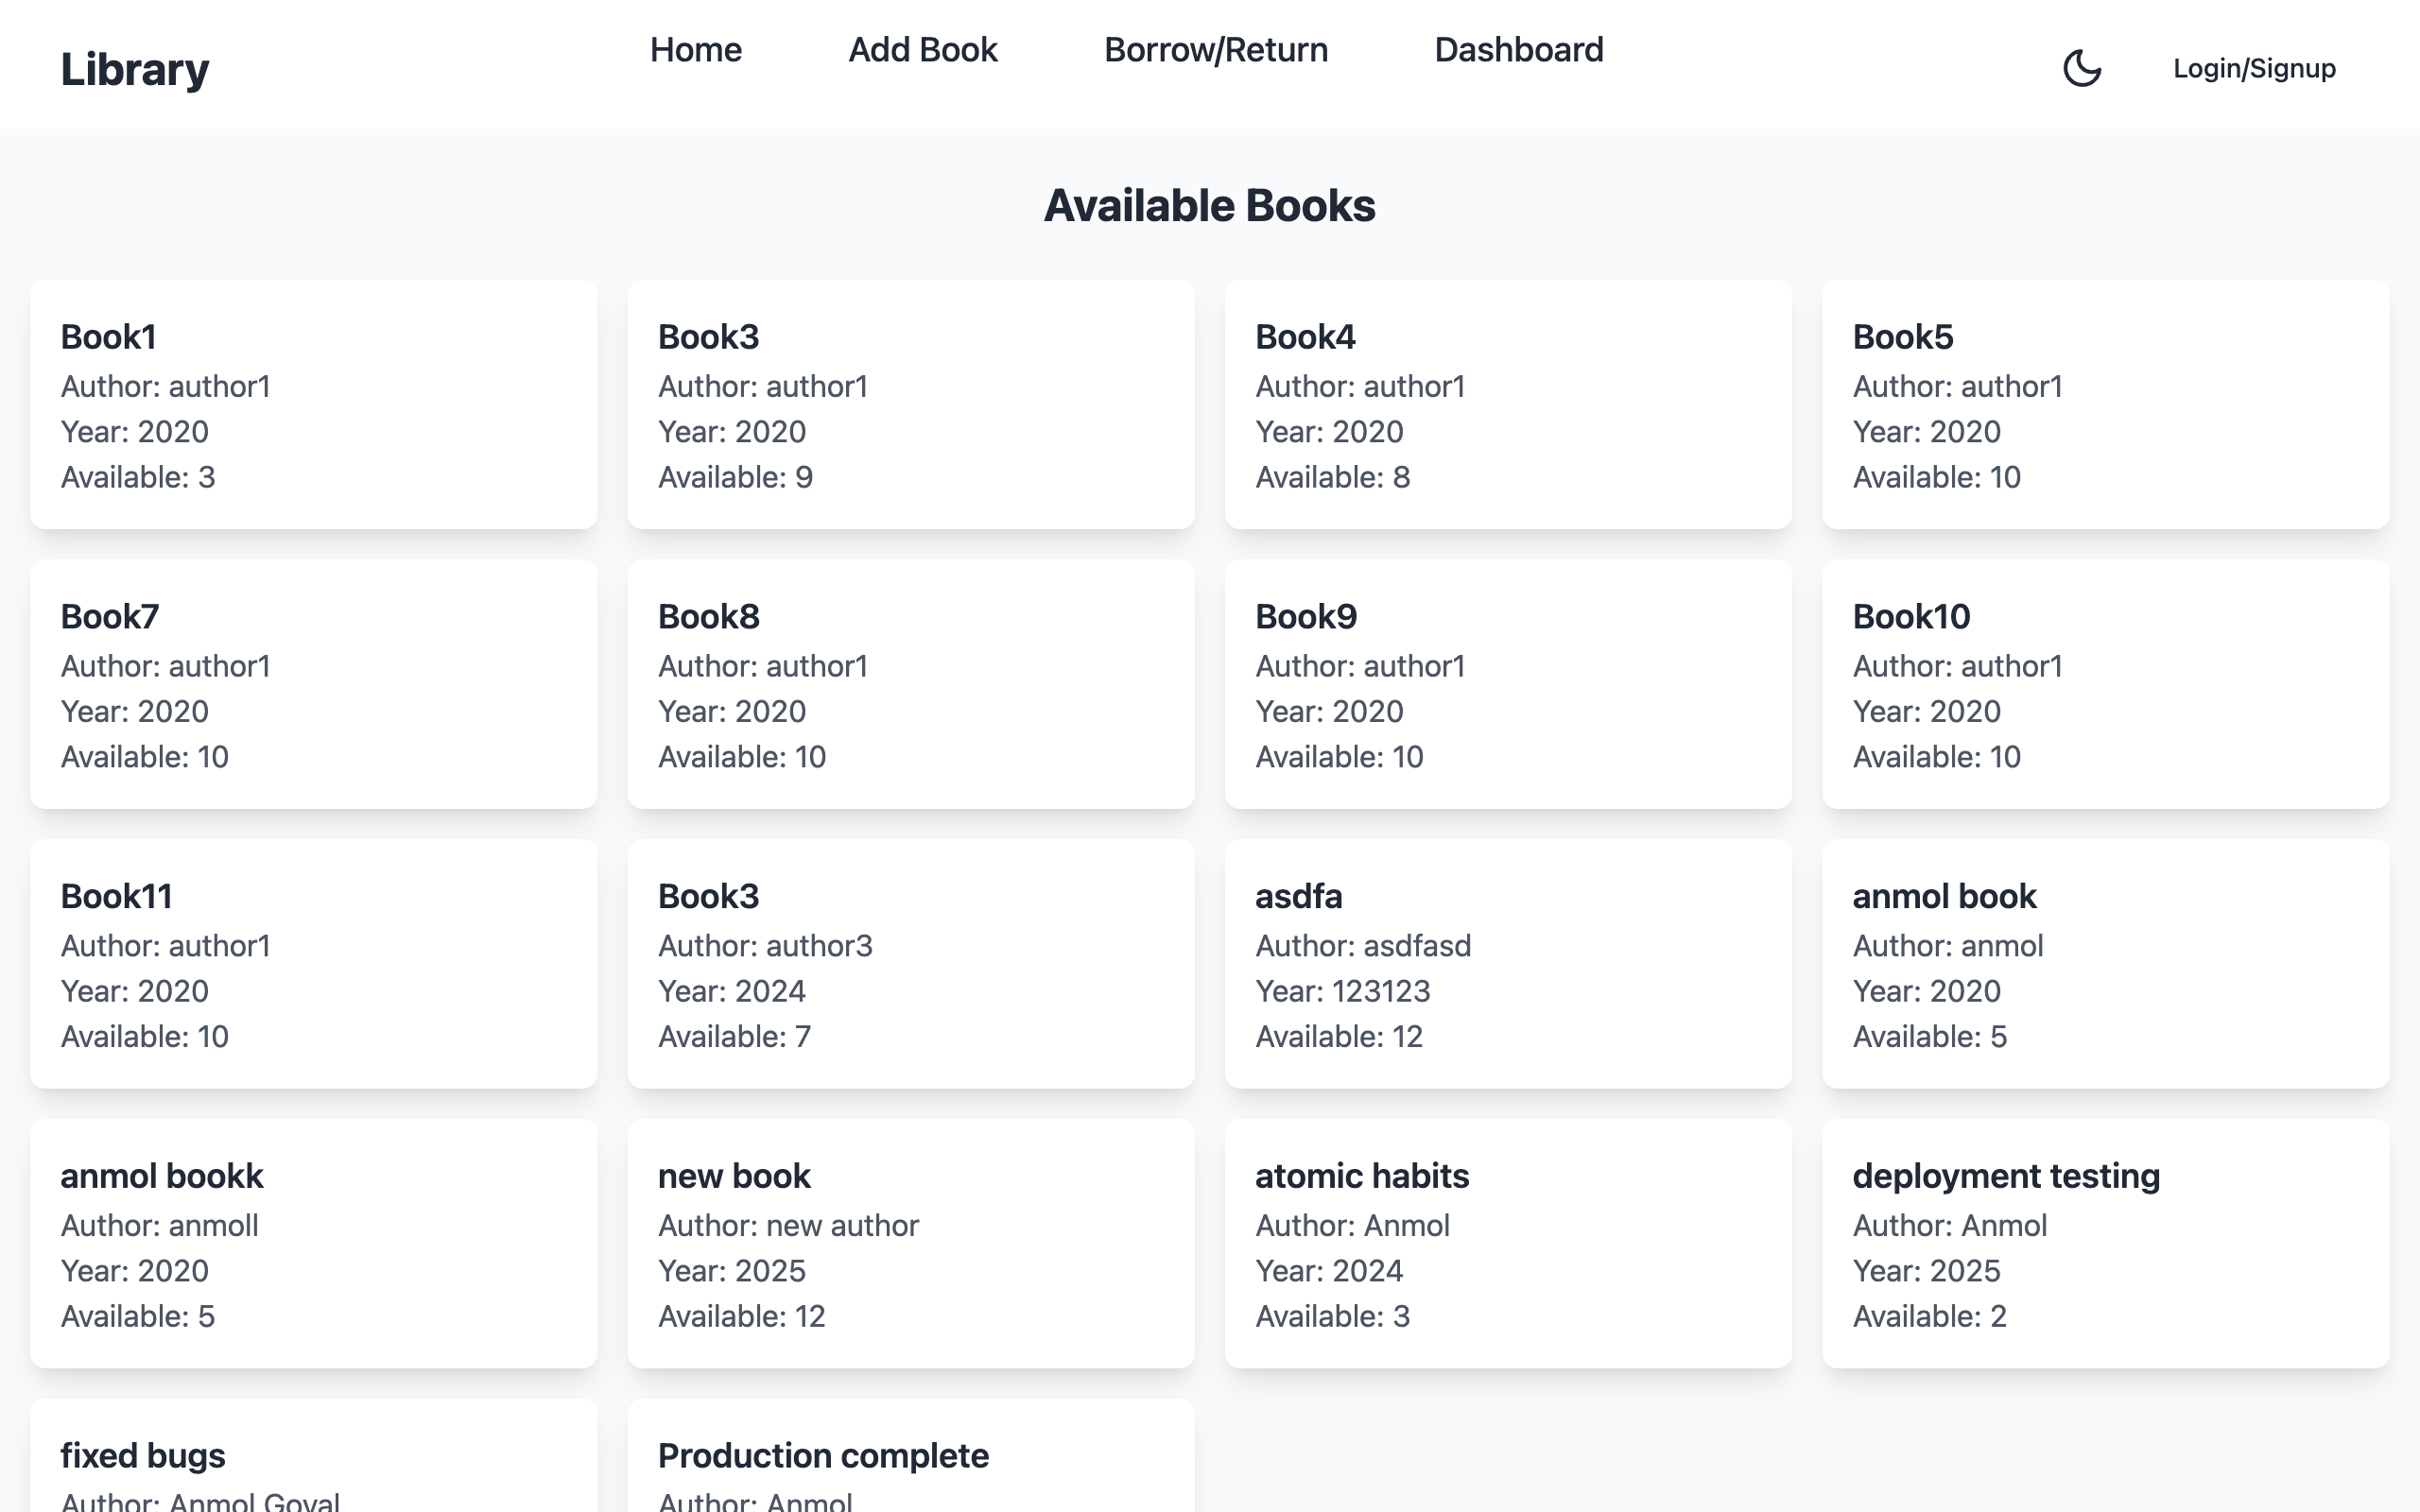 Library
Home
Add Book
Borrow/Return
Dashboard
Login/Signup
Available Books
Book1
Author: author1
Year: 2020
Available: 3
Book3
Author: author1
Year: 2020
Available: 9
Book4
Author: author1
Year: 2020
Available: 8
Book5
Author: author1
Year: 2020
Available: 10
Book7
Author: author1
Year: 2020
Available: 10
Book8
Author: author1
Year: 2020
Available: 10
Book9
Author: author1
Year: 2020
Available: 10
Book10
Author: author1
Year: 2020
Available: 10
Book11
Author: author1
Year: 2020
Available: 10
Book3
Author: author3
Year: 2024
Available: 7
asdfa
Author: asdfasd
Year: 123123
Available: 12
anmol book
Author: anmol
Year: 2020
Available: 5
anmol bookk
Author: anmoll
Year: 2020
Available: 5
new book
Author: new author
Year: 2025
Available: 12
atomic habits
Author: Anmol
Year: 2024
Available: 3
deployment testing
Author: Anmol
Year: 2025
Available: 2
fixed bugs
Author: Anmol Goyal
Production complete
Author: Anmol